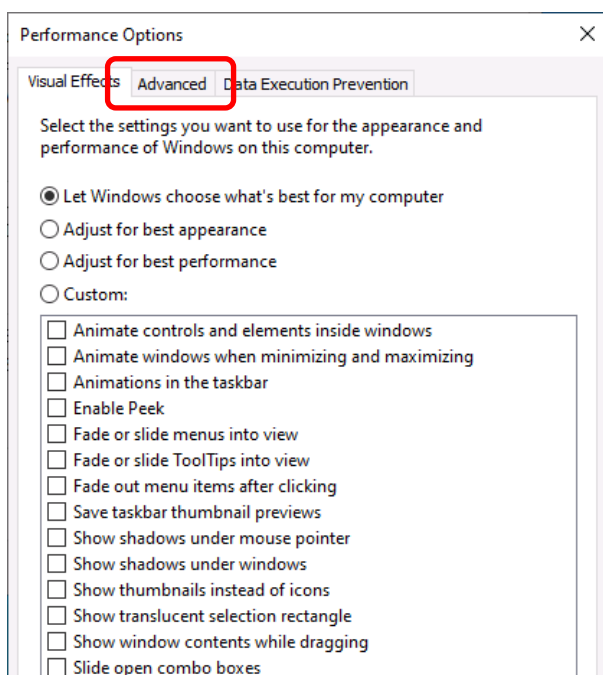 Performance Options
Visual Effects Advanced Data Execution Prevention
Select the settings you want to use for the appearance and
performance of Windows on this computer.
Let Windows choose what's best for my computer
Adjust for best appearance
Adjust for best performance
Custom:
Animate controls and elements inside windows
Animate windows when minimizing and maximizing
Animations in the taskbar
Enable Peek
Fade or slide menus into view
Fade or slide ToolTips into view
Fade out menu items after clicking
Save taskbar thumbnail previews
Show shadows under mouse pointer
Show shadows under windows
Show thumbnails instead of icons
Show translucent selection rectangle
Show window contents while dragging
Slide open combo boxes